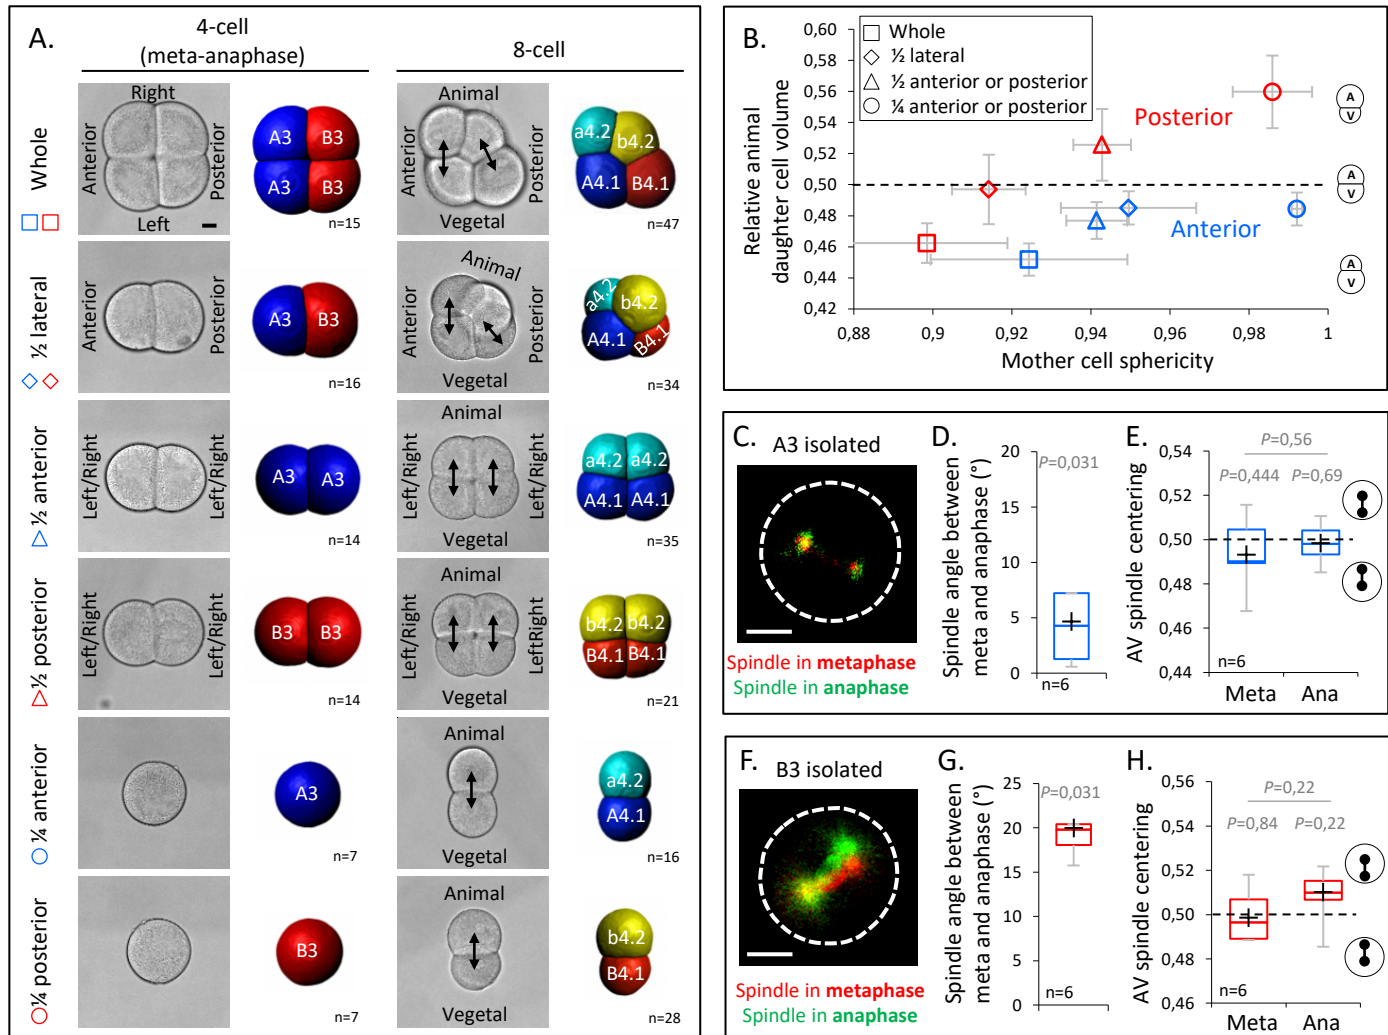 A.
4-cell
(meta-anaphase)
8-cell
Whole
Right
Anterior
Posterior
Left
A3
B3
A3
B3
n=15
Animal
Anterior
Posterior
Vegetal
a4.2
b4.2
A4.1
B4.1
n=47
½ lateral
Anterior
Posterior
A3
B3
n=16
Animal
Anterior
Posterior
Vegetal
a4.2
b4.2
A4.1
B4.1
n=34
½ anterior
Left/Right
Left/Right
A3
A3
n=14
Animal
Left/Right
Left/Right
Vegetal
a4.2
a4.2
A4.1
A4.1
n=35
½ posterior
Left/Right
Left/Right
B3
B3
n=14
Animal
Left/Right
LeftRight
Vegetal
b4.2
b4.2
B4.1
B4.1
n=21
¼ anterior
A3
n=7
Animal
Vegetal
a4.2
A4.1
n=16
¼ posterior
B3
n=7
Animal
Vegetal
b4.2
B4.1
n=28
B.
Relative animal
daughter cell volume
0,60
0,58
0,56
0,54
0,52
0,50
0,48
0,46
0,44
0,42
Whole
½ lateral
½ anterior or posterior
¼ anterior or posterior
Posterior
Anterior
A
V
A
V
A
V
0,88
0,9
0,92
0,94
0,96
0,98
1
Mother cell sphericity
C.
A3 isolated
Spindle in metaphase
Spindle in anaphase
D.
Spindle angle between
meta and anaphase (°)
20
15
10
5
0
P=0,031
n=6
E.
AV spindle centering
0,54
0,52
0,50
0,48
0,46
0,44
P=0,56
P=0,444
P=0,69
n=6
Meta
Ana
F.
B3 isolated
Spindle in metaphase
Spindle in anaphase
G.
Spindle angle between
meta and anaphase (°)
25
20
15
10
5
0
P=0,031
n=6
H.
AV spindle centering
0,56
0,54
0,52
0,50
0,48
0,46
P=0,22
P=0,84
P=0,22
n=6
Meta
Ana